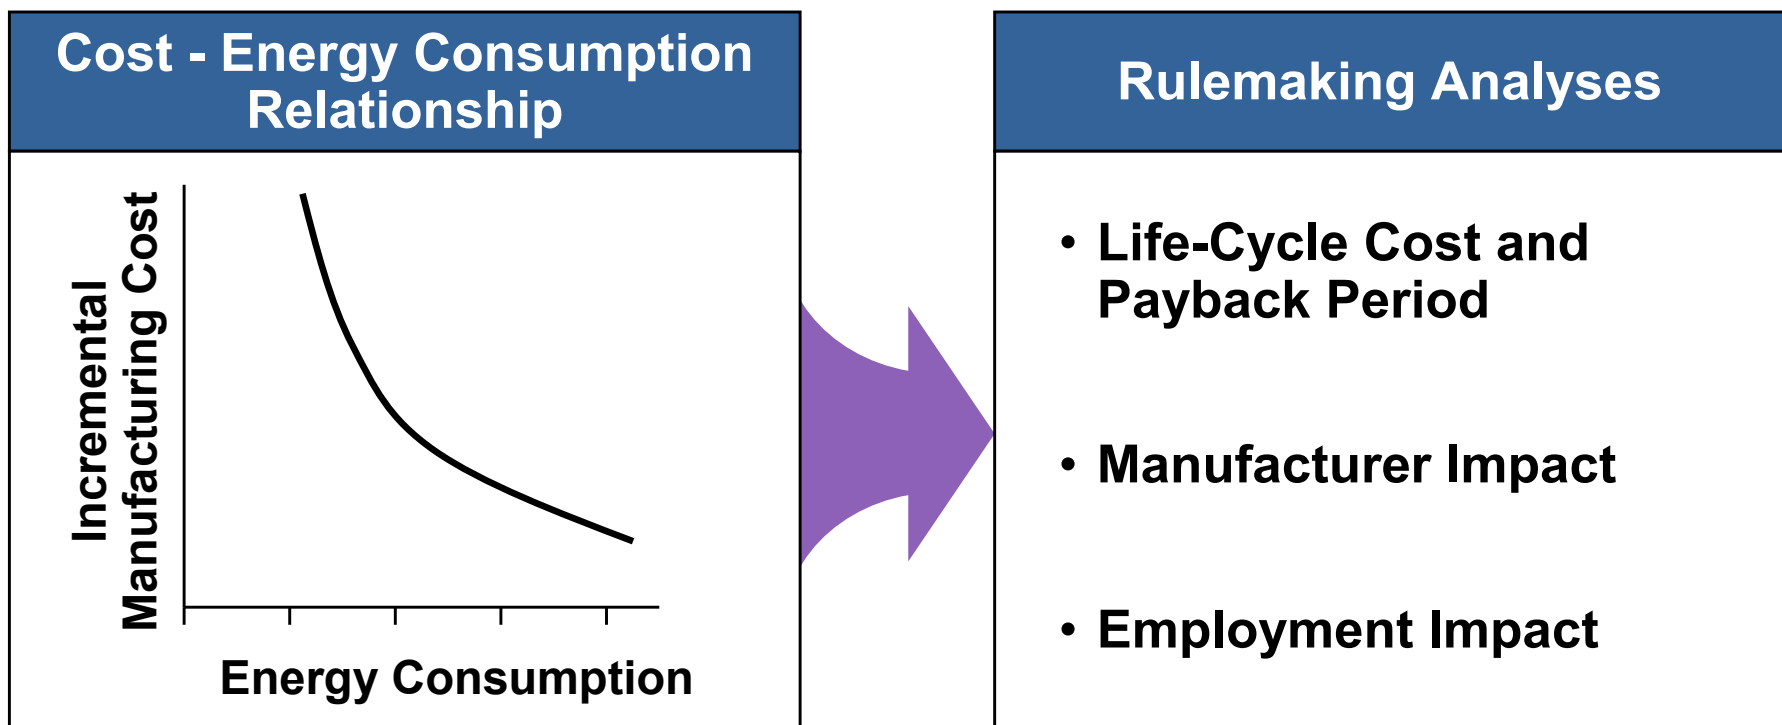 Cost - Energy Consumption
Relationship
Incremental
Manufacturing Cost
Energy Consumption
Rulemaking Analyses
• Life-Cycle Cost and
Payback Period
• Manufacturer Impact
• Employment Impact